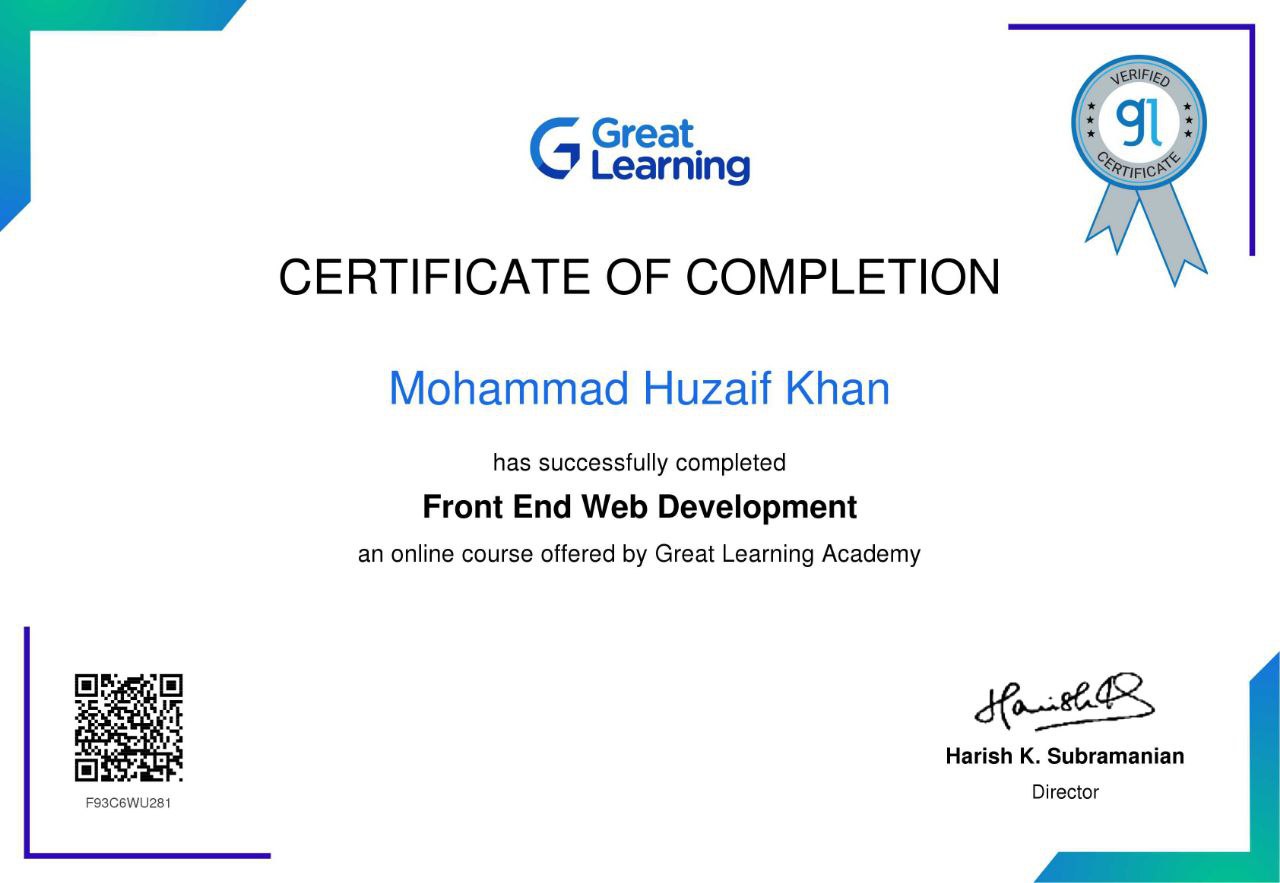 Great
Learning
VERIFIED
gl
CERTIFICATE
CERTIFICATE OF COMPLETION
Mohammad Huzaif Khan
has successfully completed
Front End Web Development
an online course offered by Great Learning Academy
F93C6WU281
Harish K. Subramanian
Director